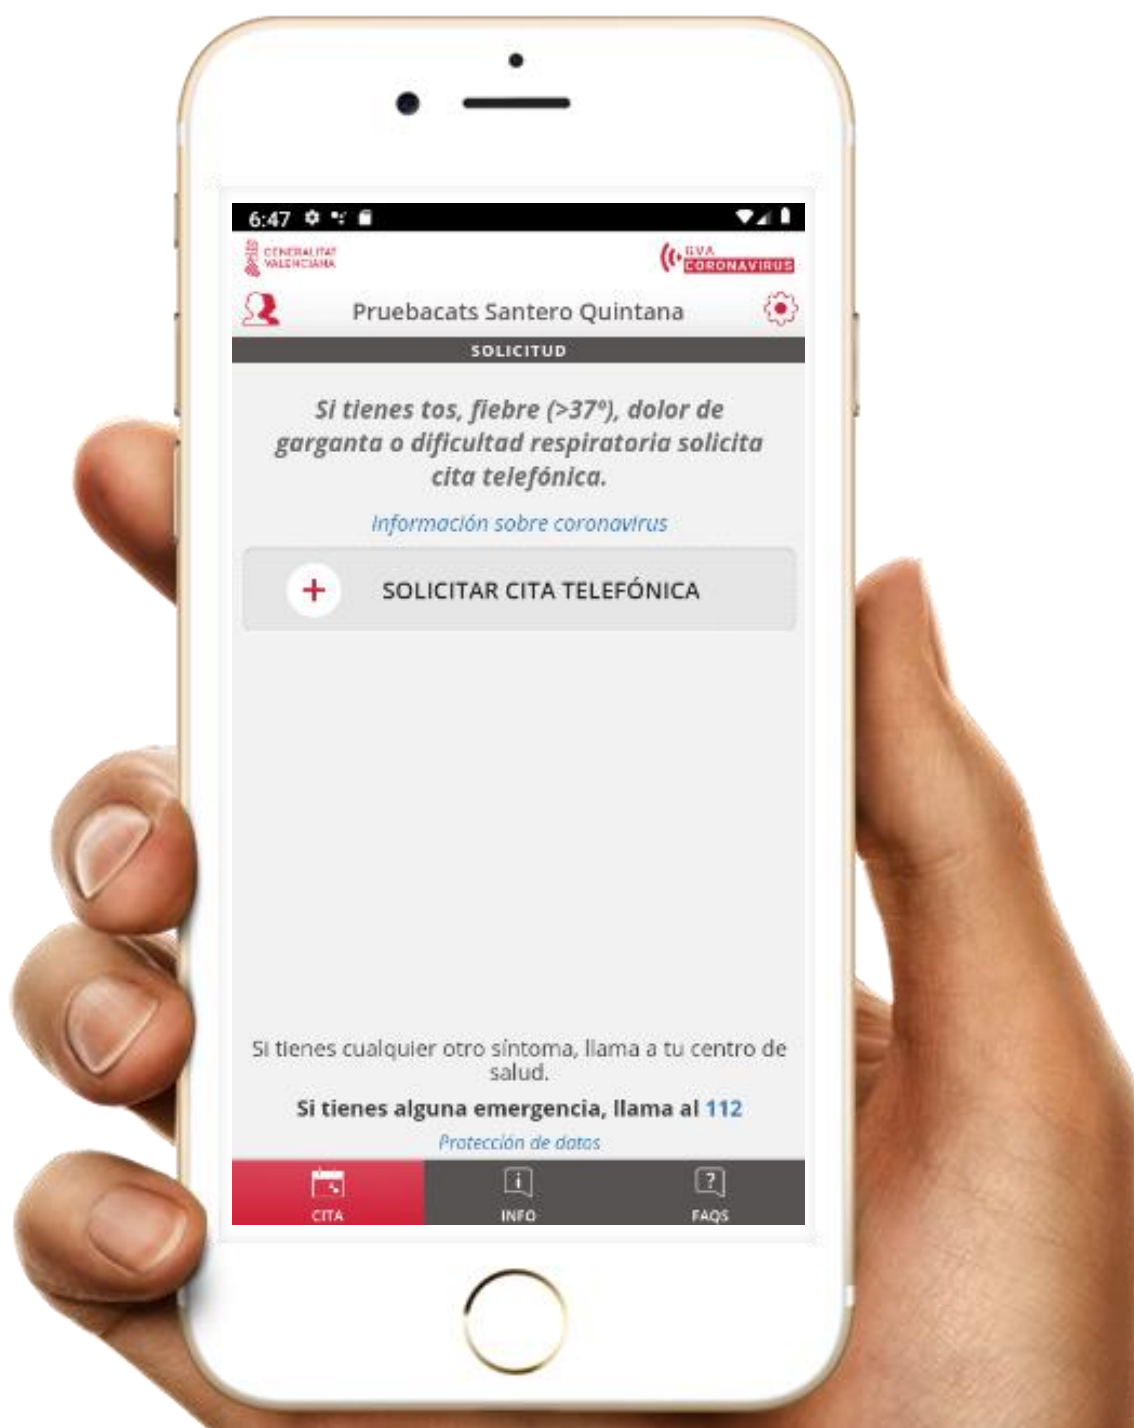 6:47
GENERALITAT
VALENCIANA
GVA
CORONAVIRUS
Pruebacats Santero Quintana
SOLICITUD
Si tienes tos, fiebre (>37º), dolor de
garganta o dificultad respiratoria solicita
cita telefónica.
Información sobre coronavirus
+ SOLICITAR CITA TELEFÓNICA
Si tienes cualquier otro síntoma, llama a tu centro de
salud.
Si tienes alguna emergencia, llama al 112
Protección de datos
CITA
INFO
FAQS